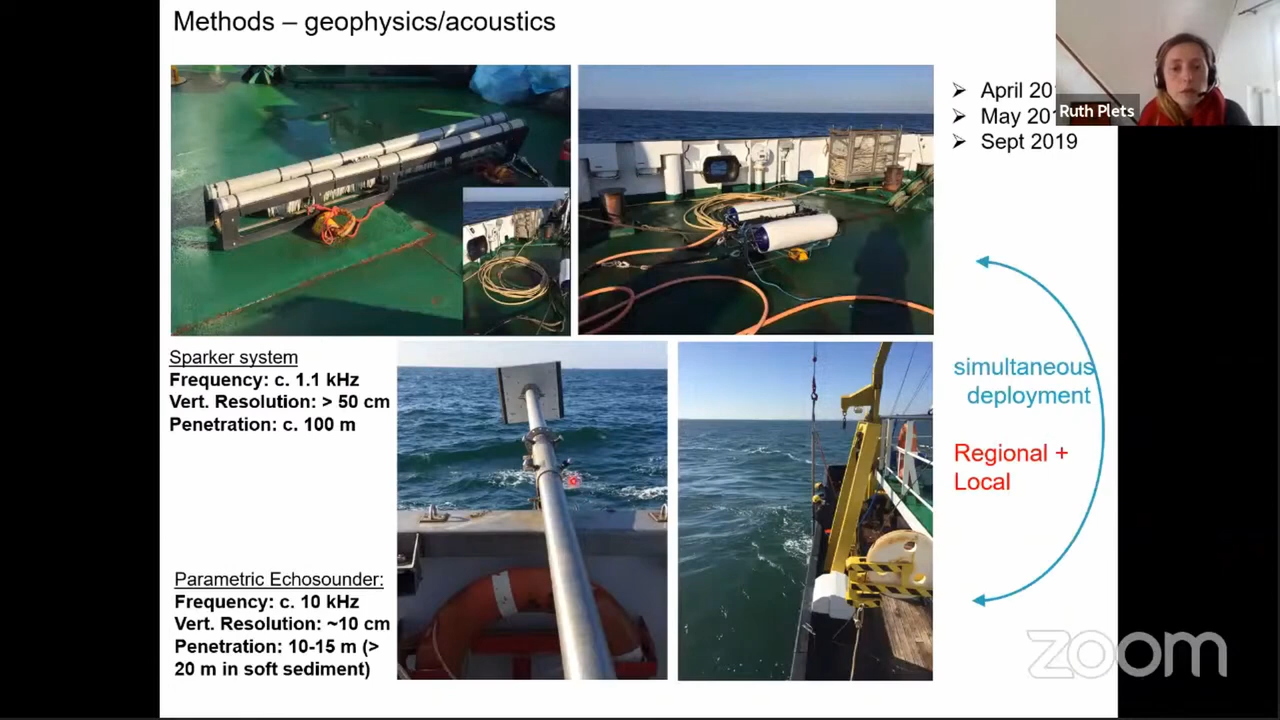 Methods – geophysics/acoustics
➢ April 20
➢ May 20
➢ Sept 2019
Ruth Plets
Sparker system
Frequency: c. 1.1 kHz
Vert. Resolution: > 50 cm
Penetration: c. 100 m
simultaneous
deployment
Regional +
Local
Parametric Echosounder:
Frequency: c. 10 kHz
Vert. Resolution: ~10 cm
Penetration: 10-15 m (>
20 m in soft sediment)
zoom